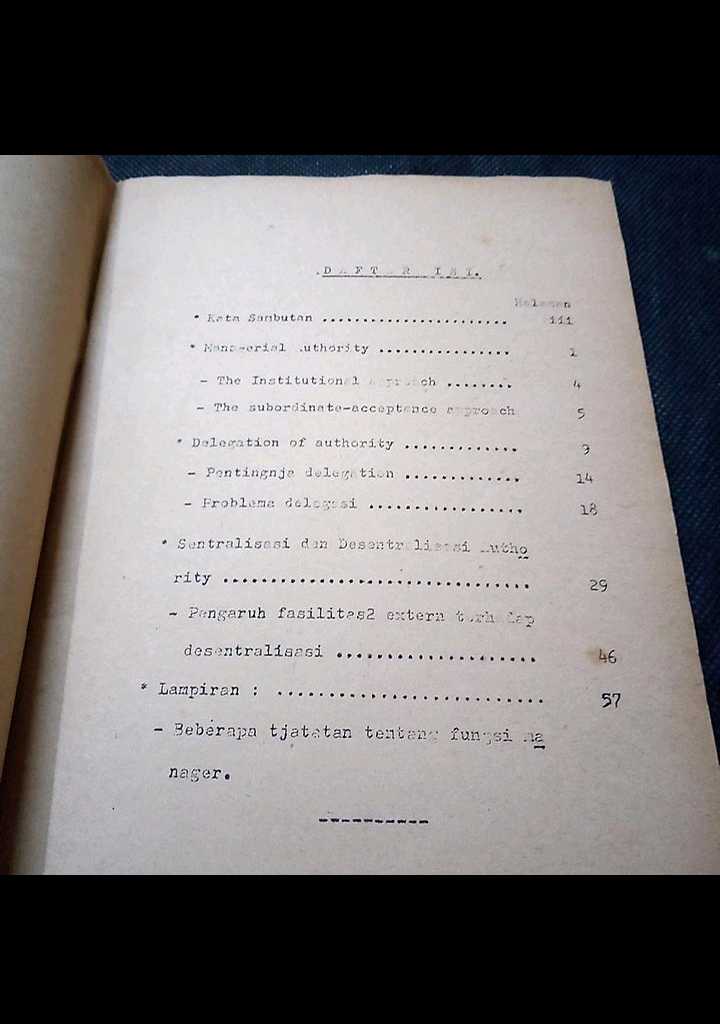 DAFTAR ISI.
Halaman
* Kata Sambutan ....................... iii
* Managerial Authority ................ 1
- The Institutional approach ........ 4
- The subordinate-acceptance approach 5
* Delegation of authority ............. 9
- Pentingnja delegation ............. 14
- Problema delegasi ................. 18
* Sentralisasi dan Desentralisasi Autho
rity ................................ 29
- Pengaruh fasilitas2 extern terhadap
desentralisasi .................... 46
* Lampiran : .......................... 57
- Beberapa tjatatan tentang fungsi ma
nager.
----------